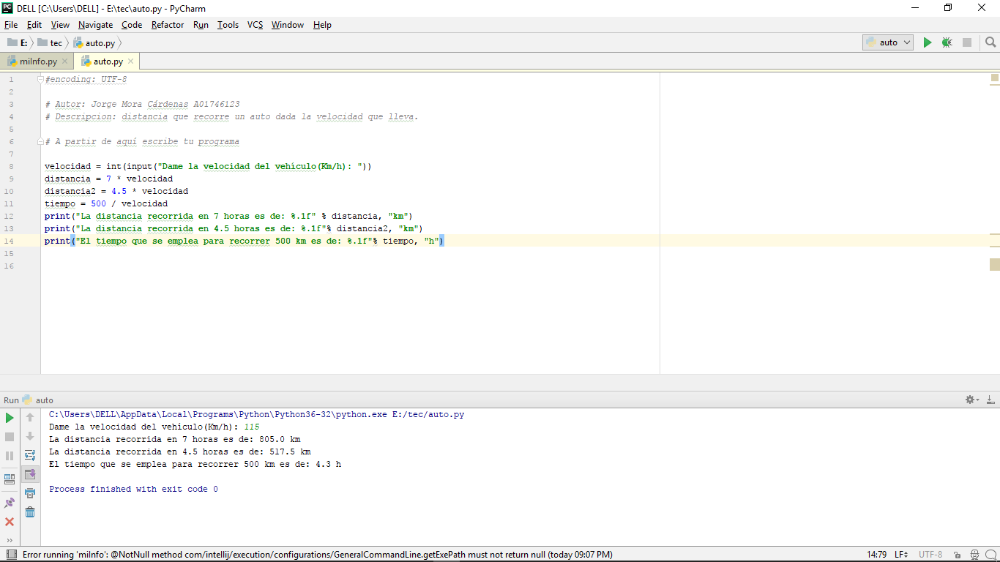 DELL [C:\Users\DELL] - E:\tec\auto.py - PyCharm
File Edit View Navigate Code Refactor Run Tools VCS Window Help
E: tec auto.py auto
miInfo.py auto.py
1 #encoding: UTF-8
2
3 # Autor: Jorge Mora Cárdenas A01746123
4 # Descripcion: distancia que recorre un auto dada la velocidad que lleva.
5
6 # A partir de aquí escribe tu programa
7
8 velocidad = int(input("Dame la velocidad del vehículo(Km/h): "))
9 distancia = 7 * velocidad
10 distancia2 = 4.5 * velocidad
11 tiempo = 500 / velocidad
12 print("La distancia recorrida en 7 horas es de: %.1f" % distancia, "km")
13 print("La distancia recorrida en 4.5 horas es de: %.1f"% distancia2, "km")
14 print("El tiempo que se emplea para recorrer 500 km es de: %.1f"% tiempo, "h")
15
16
Run auto
C:\Users\DELL\AppData\Local\Programs\Python\Python36-32\python.exe E:/tec/auto.py
Dame la velocidad del vehículo(Km/h): 115
La distancia recorrida en 7 horas es de: 805.0 km
La distancia recorrida en 4.5 horas es de: 517.5 km
El tiempo que se emplea para recorrer 500 km es de: 4.3 h
Process finished with exit code 0
Error running 'miInfo': @NotNull method com/intellij/execution/configurations/GeneralCommandLine.getExePath must not return null (today 09:07 PM) 14:79 LF UTF-8